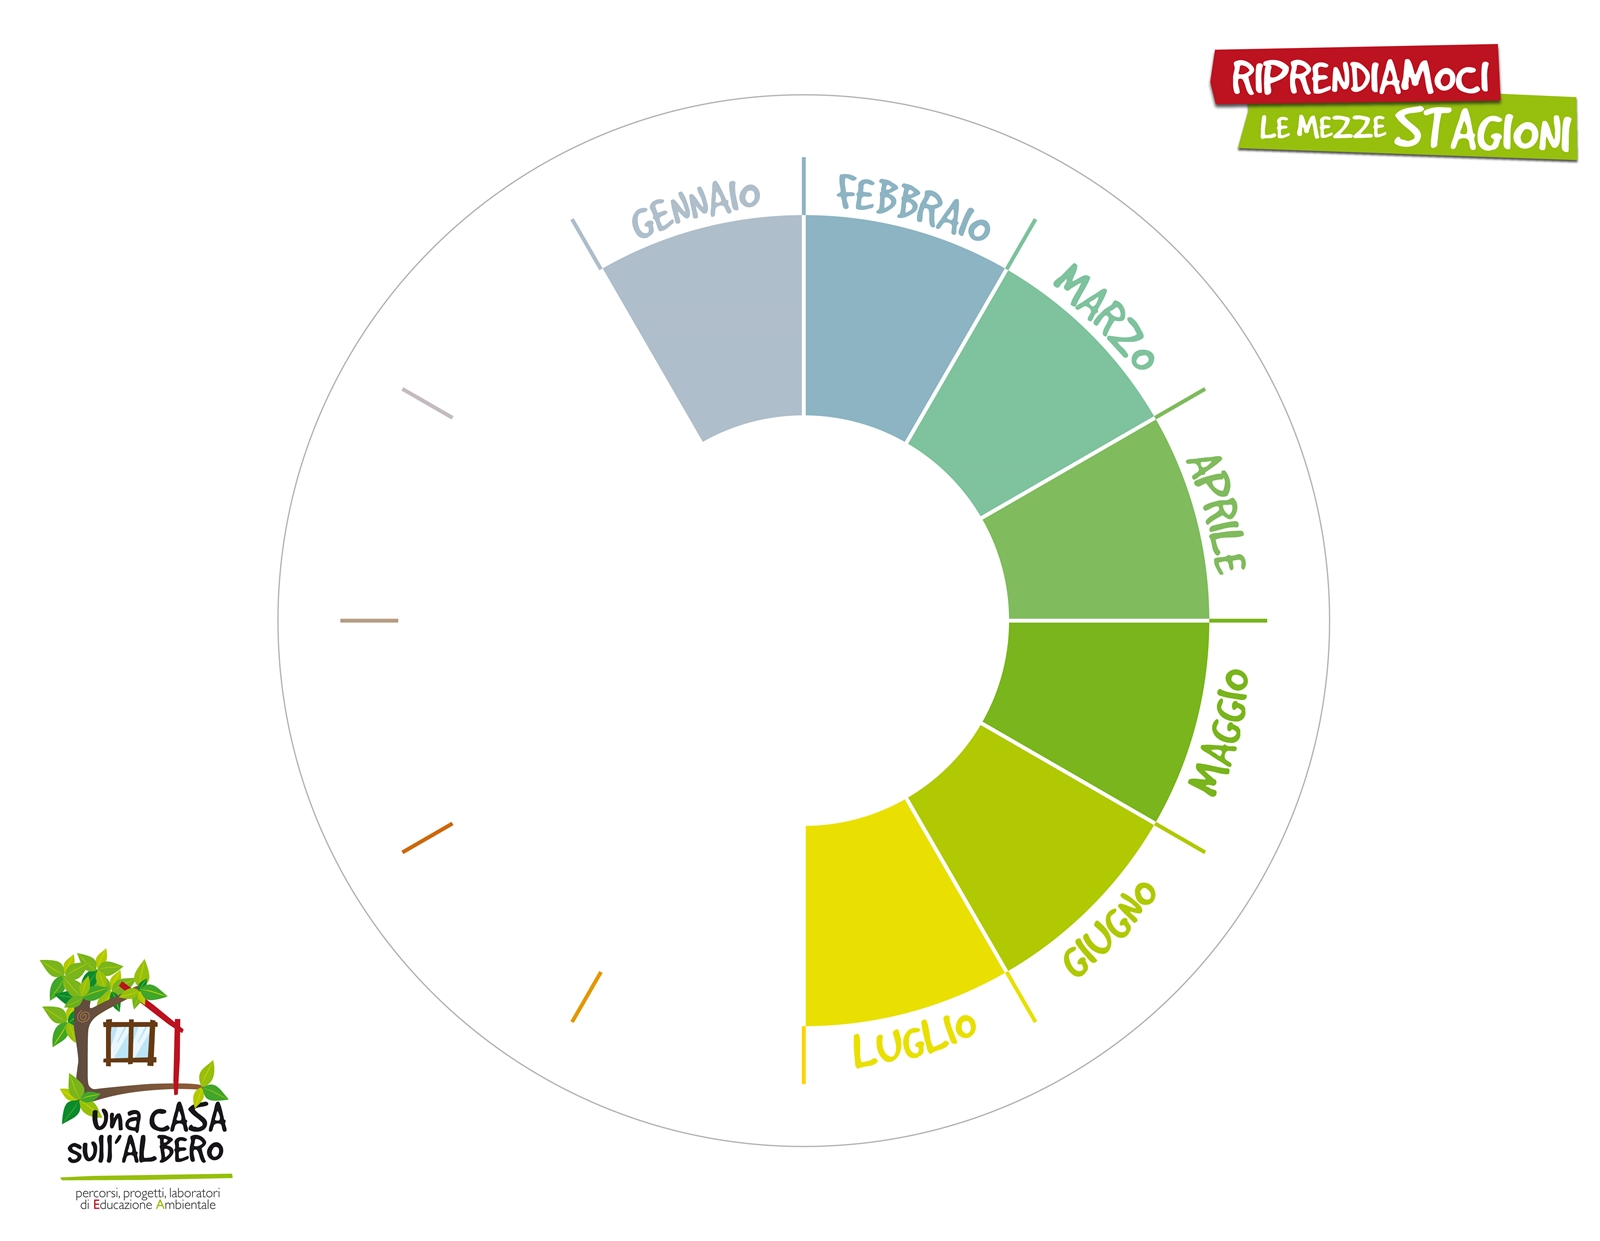 RIPRENDIAMOCI
LE MEZZE STAGIONI
GENNAIO
FEBBRAIO
MARZO
APRILE
MAGGIO
GIUGNO
LUGLIO
una CASA
sull'ALBERO
percorsi, progetti, laboratori
di Educazione Ambientale